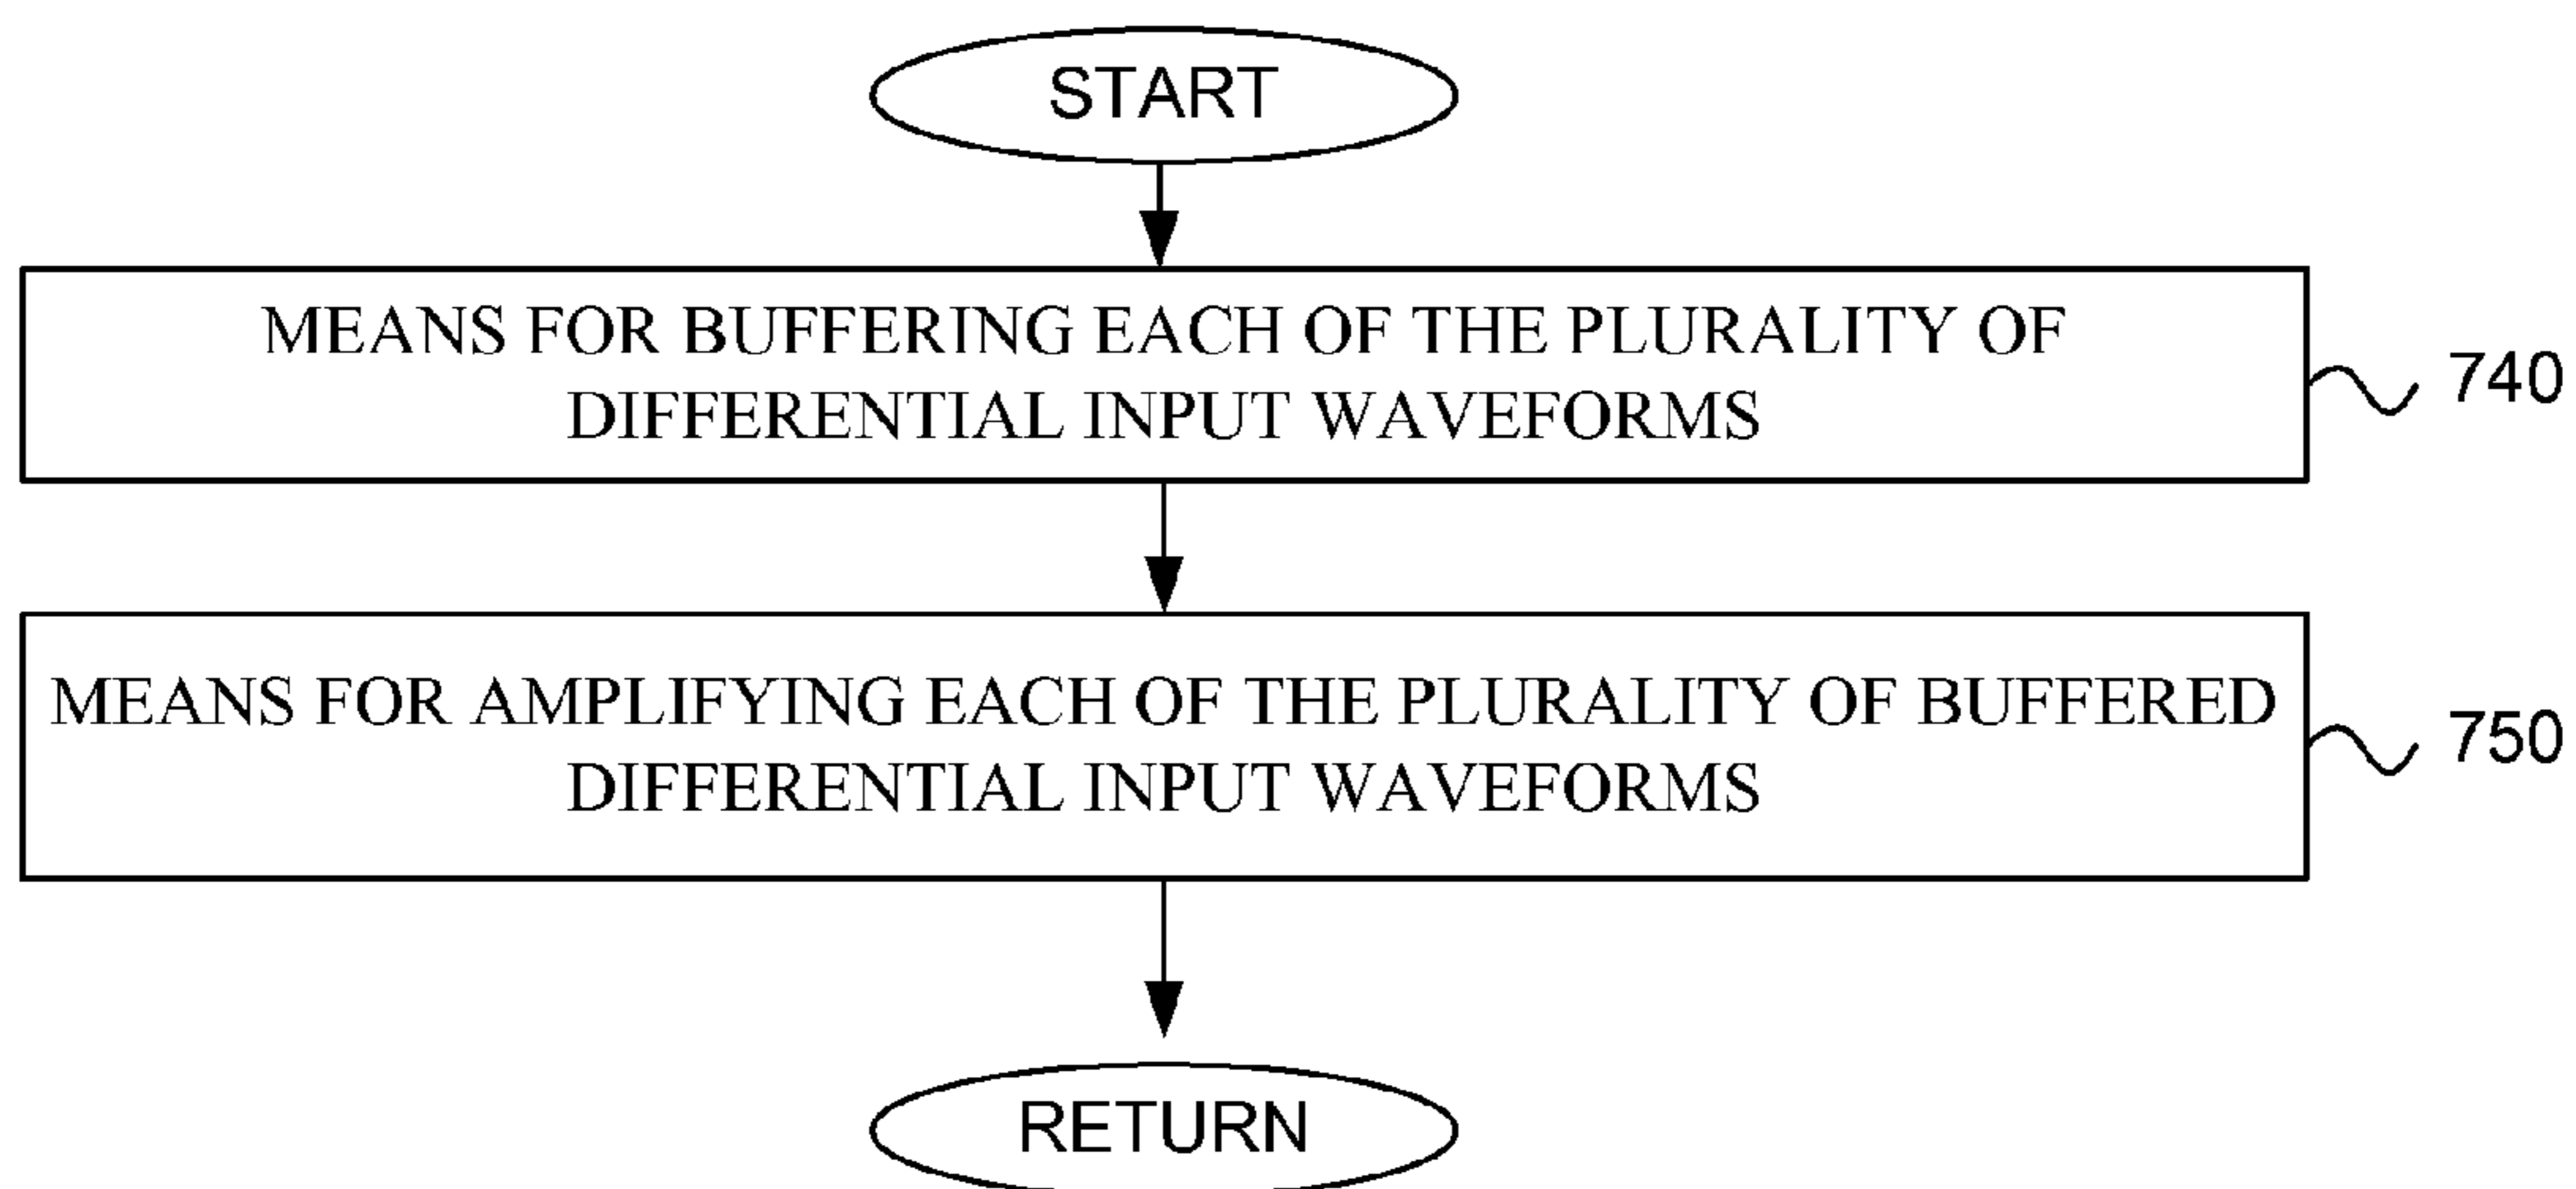 START
MEANS FOR BUFFERING EACH OF THE PLURALITY OF
DIFFERENTIAL INPUT WAVEFORMS
740
MEANS FOR AMPLIFYING EACH OF THE PLURALITY OF BUFFERED
DIFFERENTIAL INPUT WAVEFORMS
750
RETURN